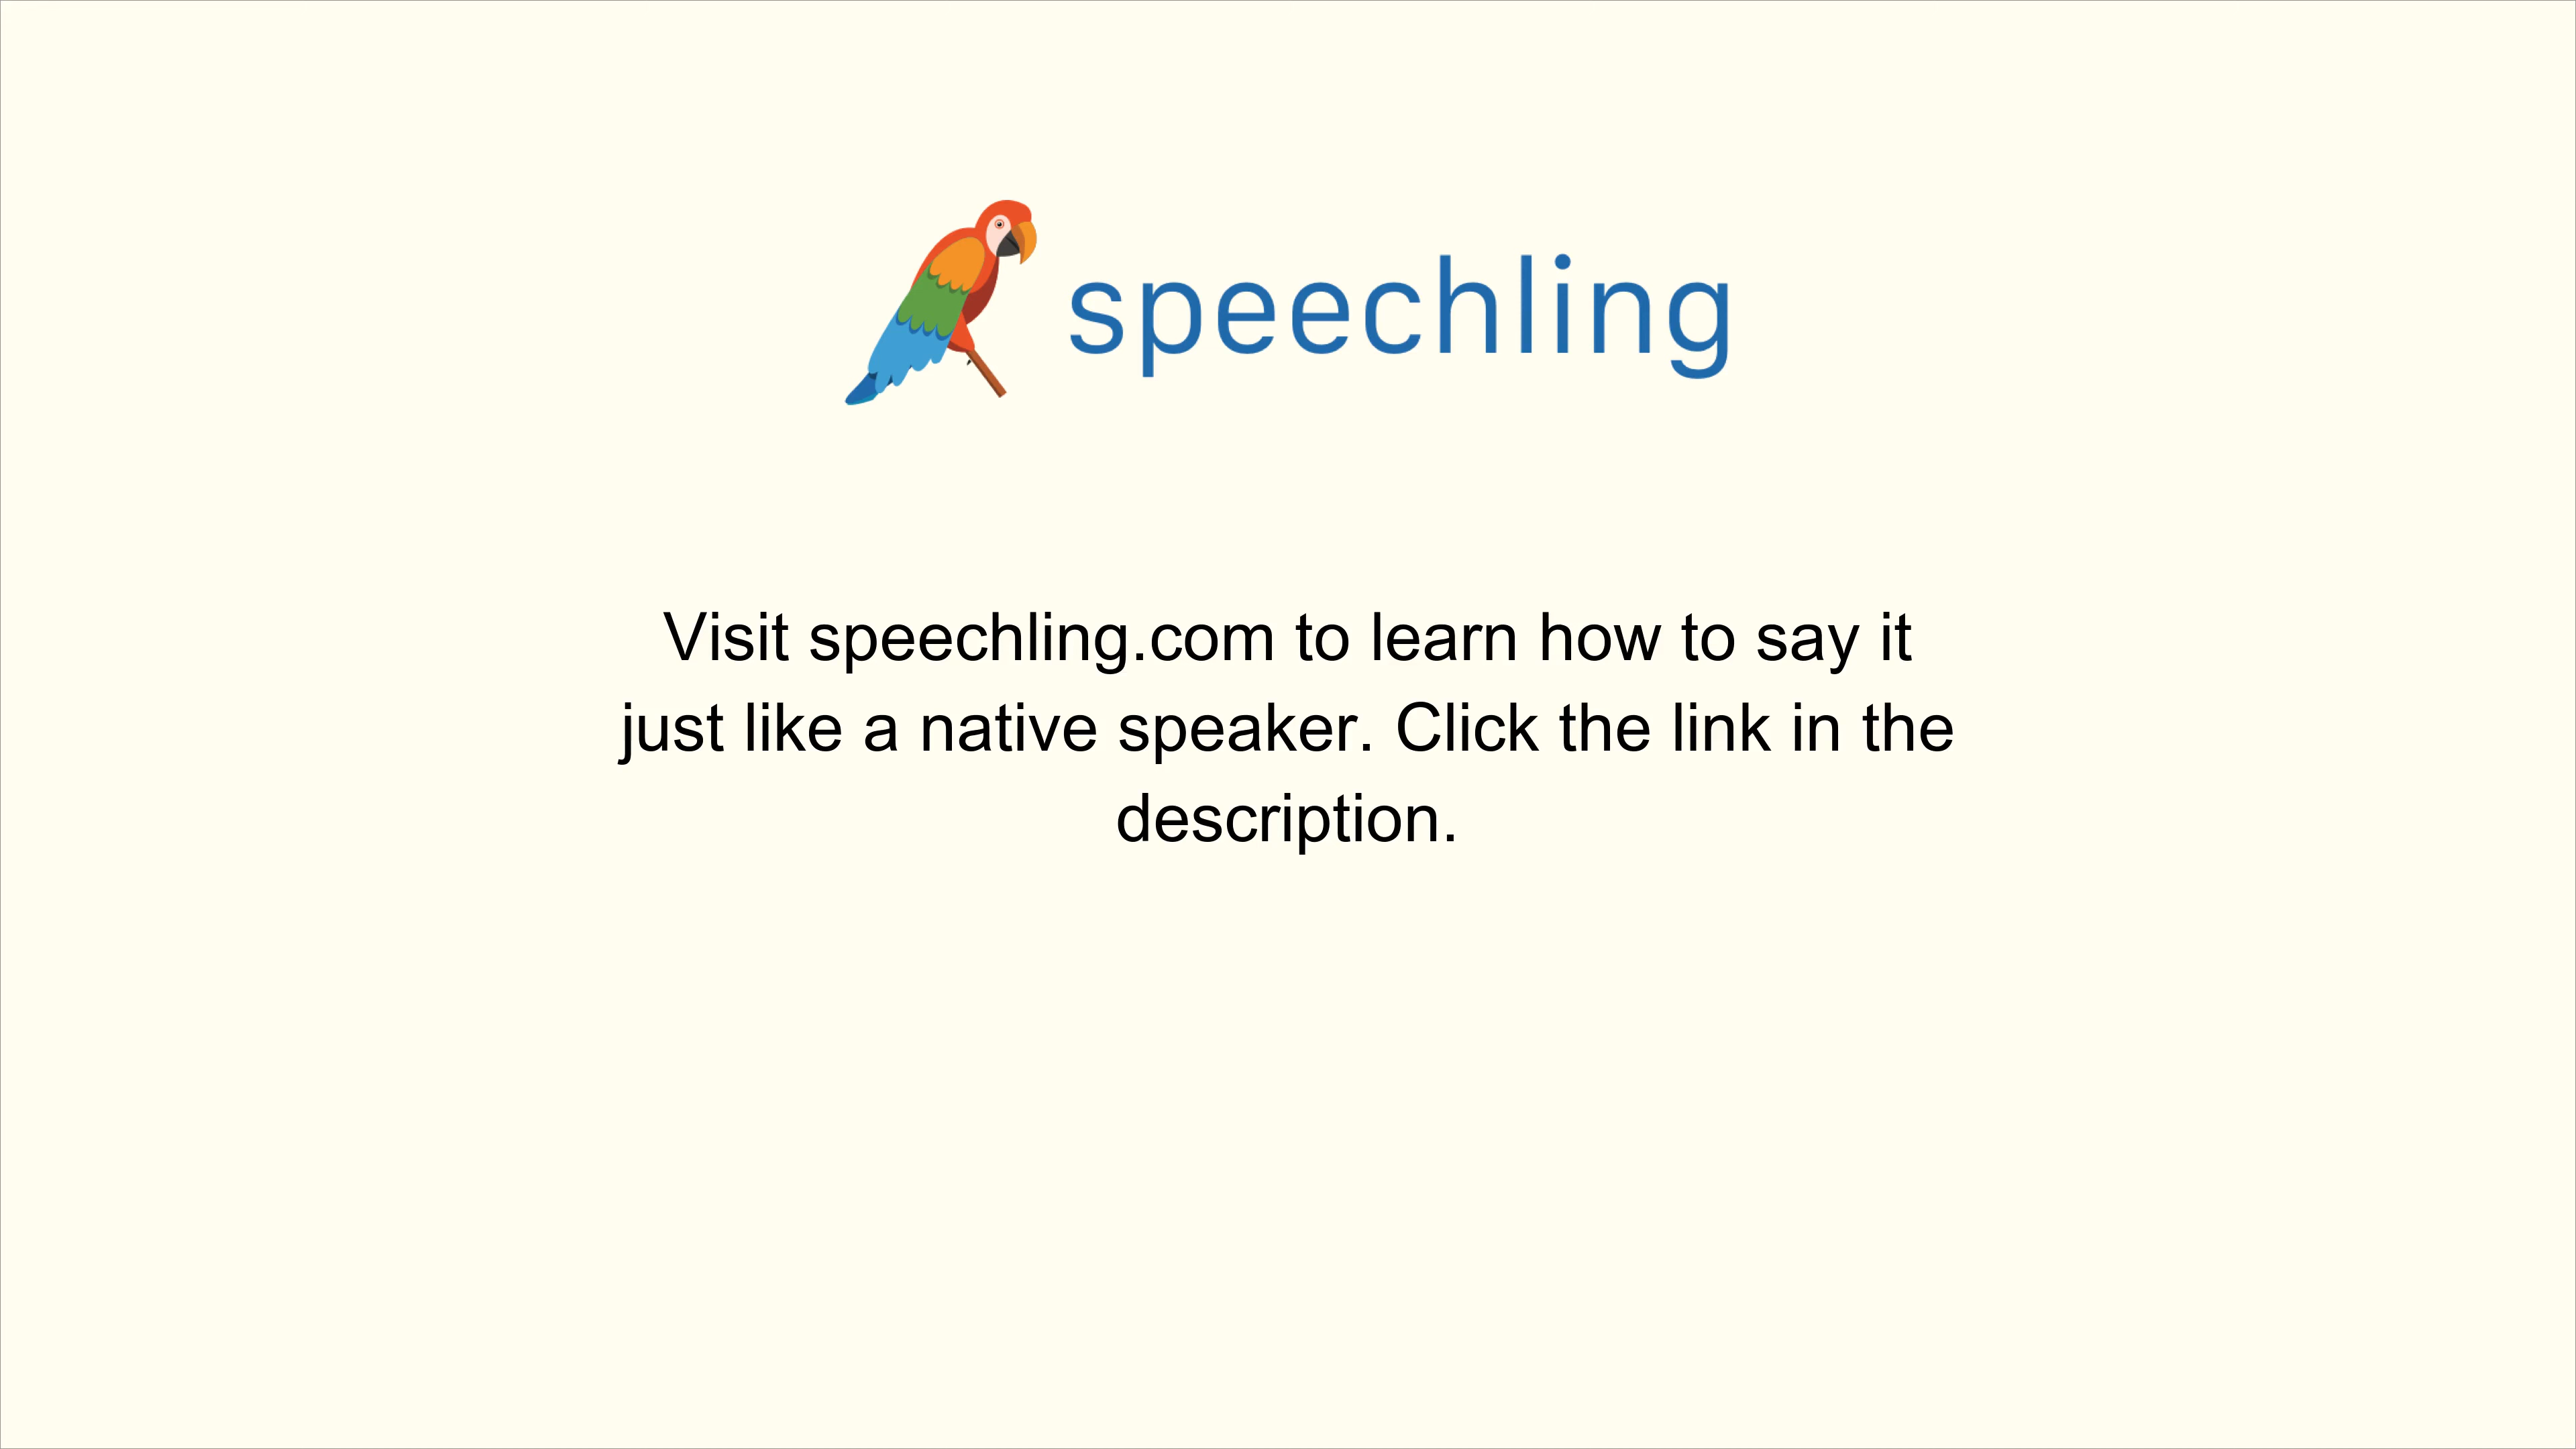 speechling
Visit speechling.com to learn how to say it
just like a native speaker. Click the link in the
description.